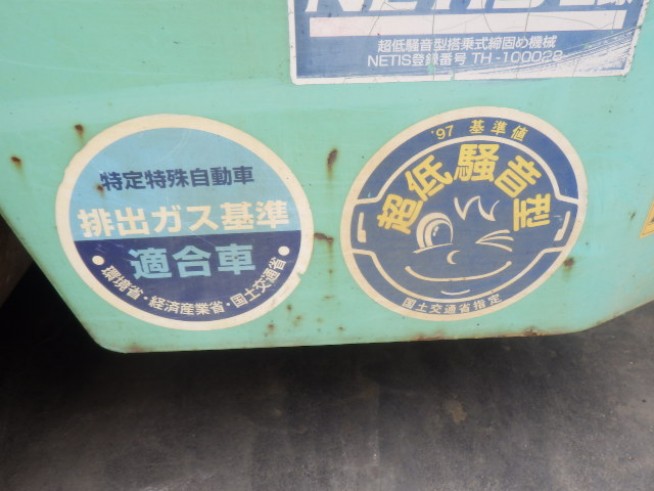 超低騒音型搭乗式締固め機械
NETIS登録番号 TH-100029
特定特殊自動車
排出ガス基準
適合車
・環境省・経済産業省・国土交通省・
'97 基準値
超低騒音型
国土交通省指定